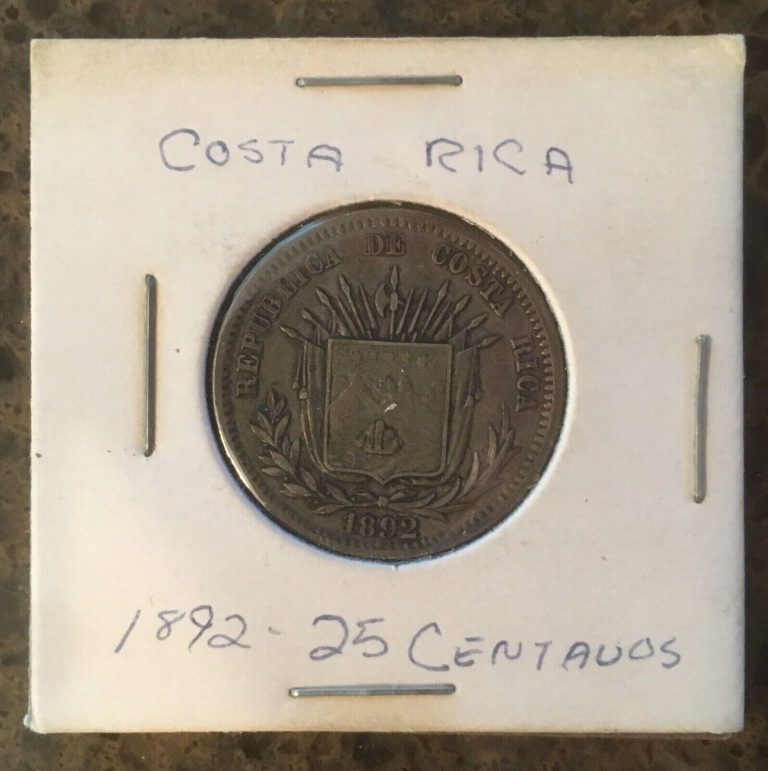 COSTA RICA
REPUBLICA DE COSTA RICA
1892
1892 - 25 CENTAVOS